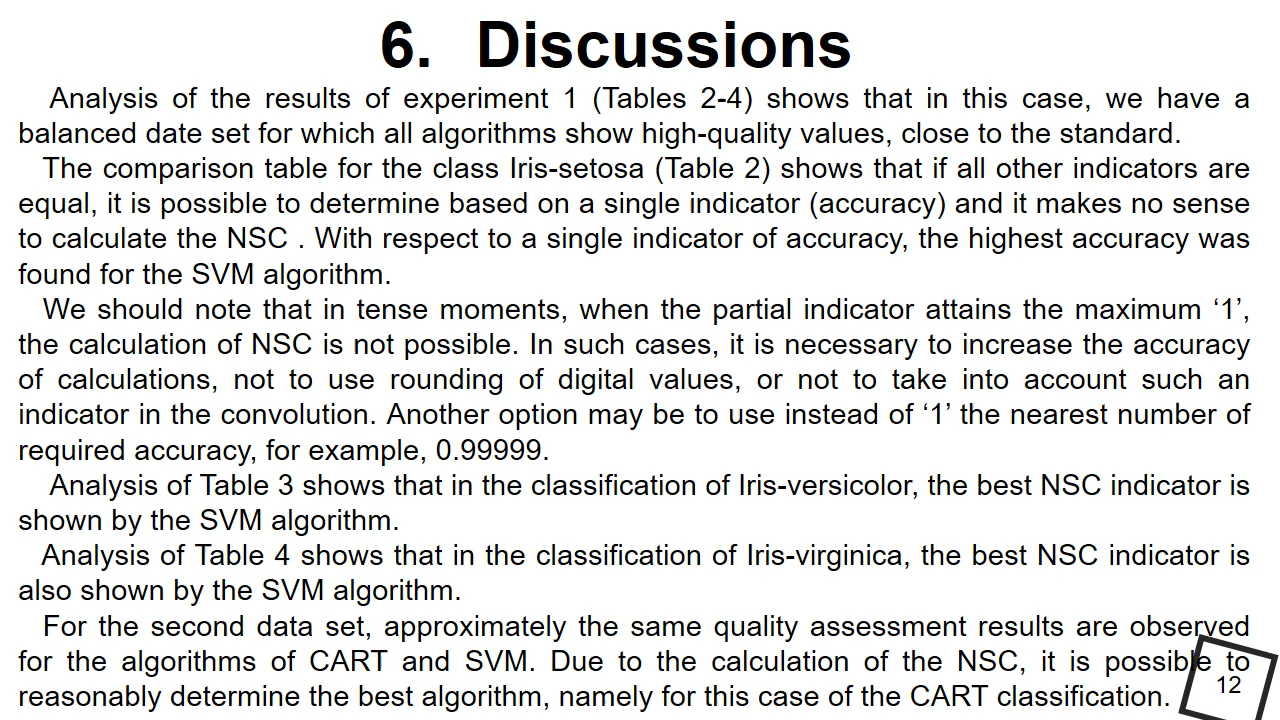 6. Discussions
Analysis of the results of experiment 1 (Tables 2-4) shows that in this case, we have a
balanced date set for which all algorithms show high-quality values, close to the standard.
The comparison table for the class Iris-setosa (Table 2) shows that if all other indicators are
equal, it is possible to determine based on a single indicator (accuracy) and it makes no sense
to calculate the NSC . With respect to a single indicator of accuracy, the highest accuracy was
found for the SVM algorithm.
We should note that in tense moments, when the partial indicator attains the maximum ‘1’,
the calculation of NSC is not possible. In such cases, it is necessary to increase the accuracy
of calculations, not to use rounding of digital values, or not to take into account such an
indicator in the convolution. Another option may be to use instead of ‘1’ the nearest number of
required accuracy, for example, 0.99999.
Analysis of Table 3 shows that in the classification of Iris-versicolor, the best NSC indicator is
shown by the SVM algorithm.
Analysis of Table 4 shows that in the classification of Iris-virginica, the best NSC indicator is
also shown by the SVM algorithm.
For the second data set, approximately the same quality assessment results are observed
for the algorithms of CART and SVM. Due to the calculation of the NSC, it is possible to
reasonably determine the best algorithm, namely for this case of the CART classification.
12